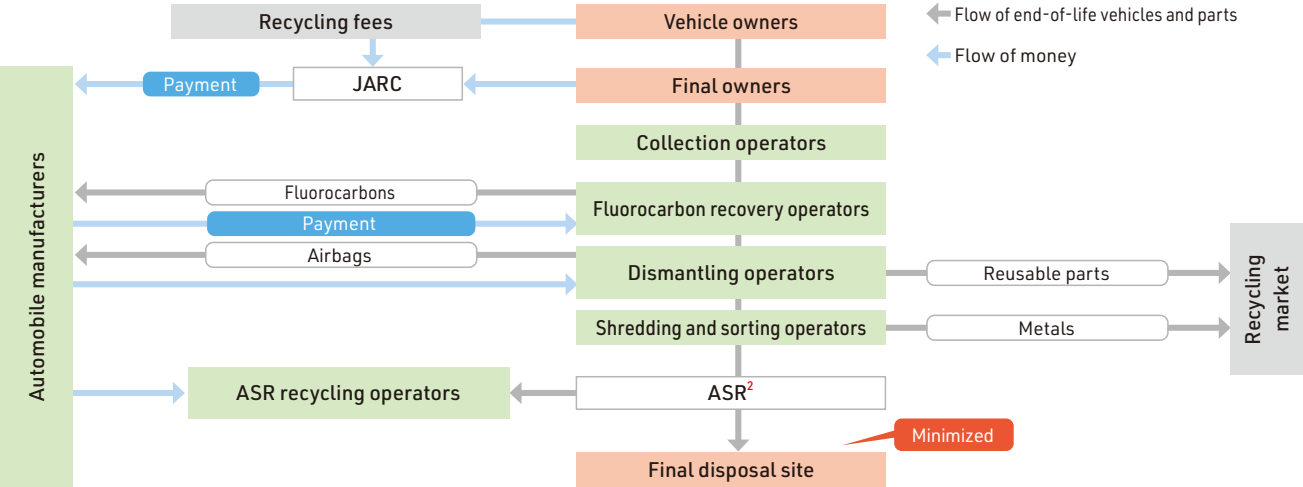 Recycling fees
Vehicle owners
Flow of end-of-life vehicles and parts
Flow of money
Payment
JARC
Final owners
Collection operators
Automobile manufacturers
Fluorocarbons
Fluorocarbon recovery operators
Payment
Airbags
Dismantling operators
Reusable parts
Recycling
market
Shredding and sorting operators
Metals
ASR recycling operators
ASR2
Minimized
Final disposal site